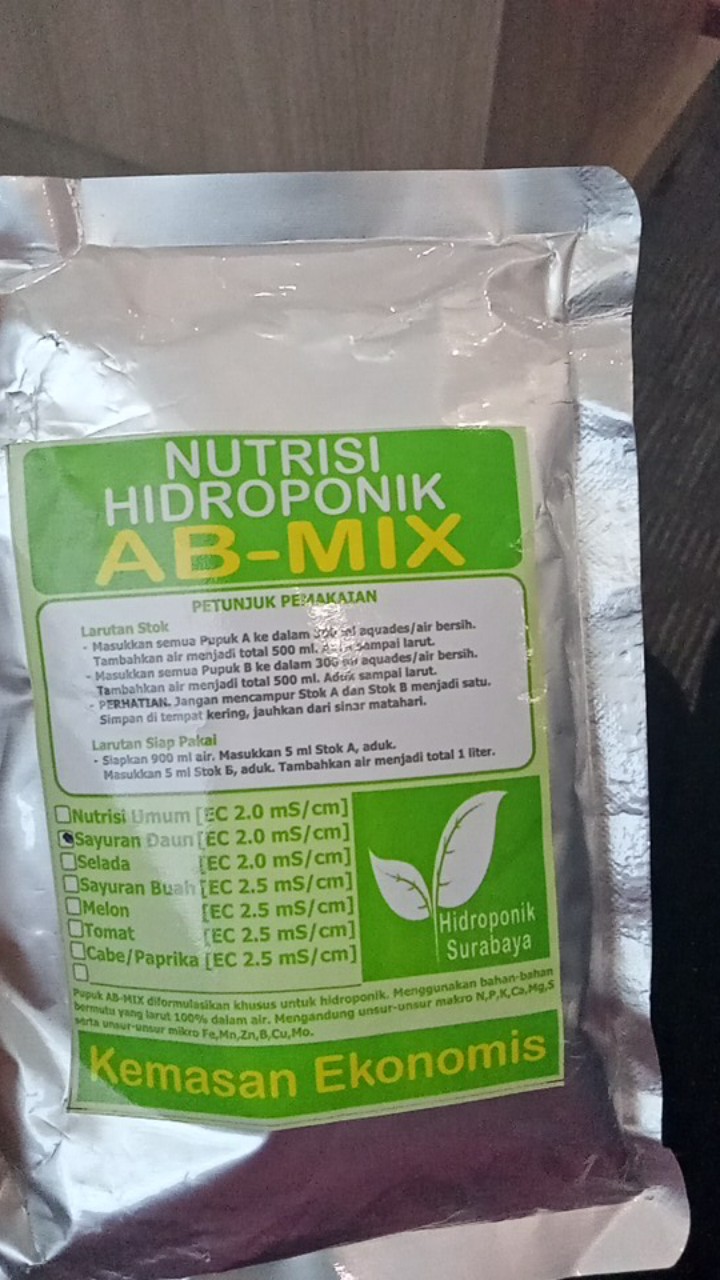 NUTRISI
HIDROPONIK
AB-MIX
PETUNJUK PEMAKAIAN
Larutan Stok
- Masukkan semua Pupuk A ke dalam ml aquades/air bersih.
Tambahkan air menjadi total 500 ml. sampai larut.
- Masukkan semua Pupuk B ke dalam 300 ml aquades/air bersih.
Tambahkan air menjadi total 500 ml. Aduk sampai larut.
- PERHATIAN. Jangan mencampur Stok A dan Stok B menjadi satu.
Simpan di tempat kering, jauhkan dari sinar matahari.
Larutan Siap Pakai
- Siapkan 900 ml air. Masukkan 5 ml Stok A, aduk.
Masukkan 5 ml Stok B, aduk. Tambahkan air menjadi total 1 liter.
Nutrisi Umum [EC 2.0 mS/cm]
Sayuran Daun [EC 2.0 mS/cm]
Selada [EC 2.0 mS/cm]
Sayuran Buah [EC 2.5 mS/cm]
Melon [EC 2.5 mS/cm]
Tomat [EC 2.5 mS/cm]
Cabe/Paprika [EC 2.5 mS/cm]
Hidroponik
Surabaya
Pupuk AB-MIX diformulasikan khusus untuk hidroponik. Menggunakan bahan-bahan
bermutu yang larut 100% dalam air. Mengandung unsur-unsur makro N,P,K,Ca,Mg,S
serta unsur-unsur mikro Fe,Mn,Zn,B,Cu,Mo.
Kemasan Ekonomis